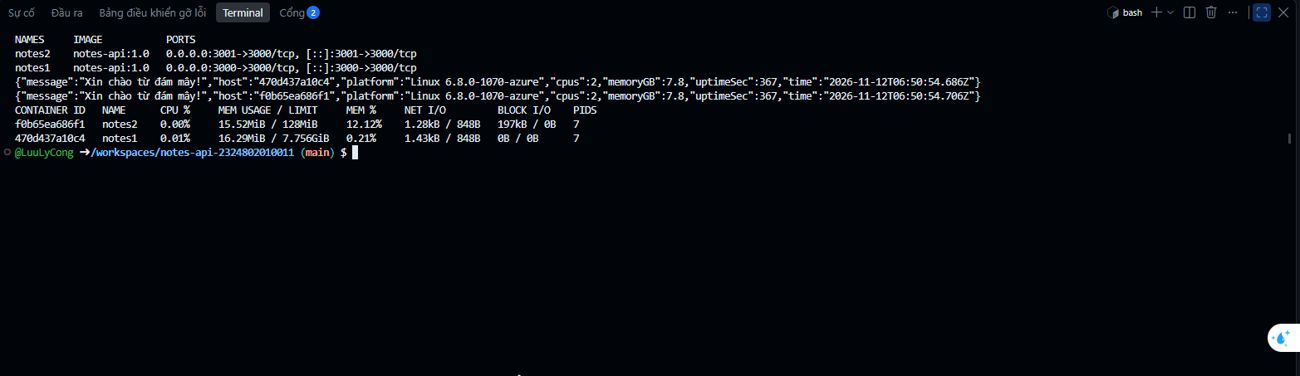 Sự cố Đầu ra Bảng điều khiển gỡ lỗi Terminal Cổng 2 bash
NAMES IMAGE PORTS
notes2 notes-api:1.0 0.0.0.0:3001->3000/tcp, [::]:3001->3000/tcp
notes1 notes-api:1.0 0.0.0.0:3000->3000/tcp, [::]:3000->3000/tcp
{"message":"Xin chào từ đám mây!","host":"470d437a10c4","platform":"Linux 6.8.0-1070-azure","cpus":2,"memoryGB":7.8,"uptimeSec":367,"time":"2026-11-12T06:50:54.686Z"}
{"message":"Xin chào từ đám mây!","host":"f0b65ea686f1","platform":"Linux 6.8.0-1070-azure","cpus":2,"memoryGB":7.8,"uptimeSec":367,"time":"2026-11-12T06:50:54.706Z"}
CONTAINER ID NAME CPU % MEM USAGE / LIMIT MEM % NET I/O BLOCK I/O PIDS
f0b65ea686f1 notes2 0.00% 15.52MiB / 128MiB 12.12% 1.28kB / 848B 197kB / 0B 7
470d437a10c4 notes1 0.01% 16.29MiB / 7.756GiB 0.21% 1.43kB / 848B 0B / 0B 7
@LuuLyCong ➜/workspaces/notes-api-2324802010011 (main) $